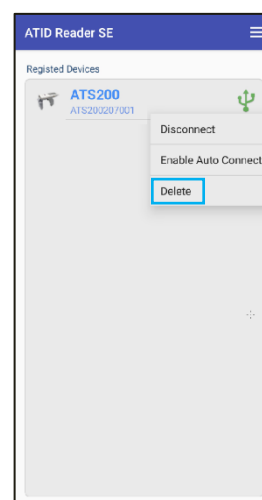 ATID Reader SE
Registed Devices
ATS200
ATS200207001
Disconnect
Enable Auto Connect
Delete